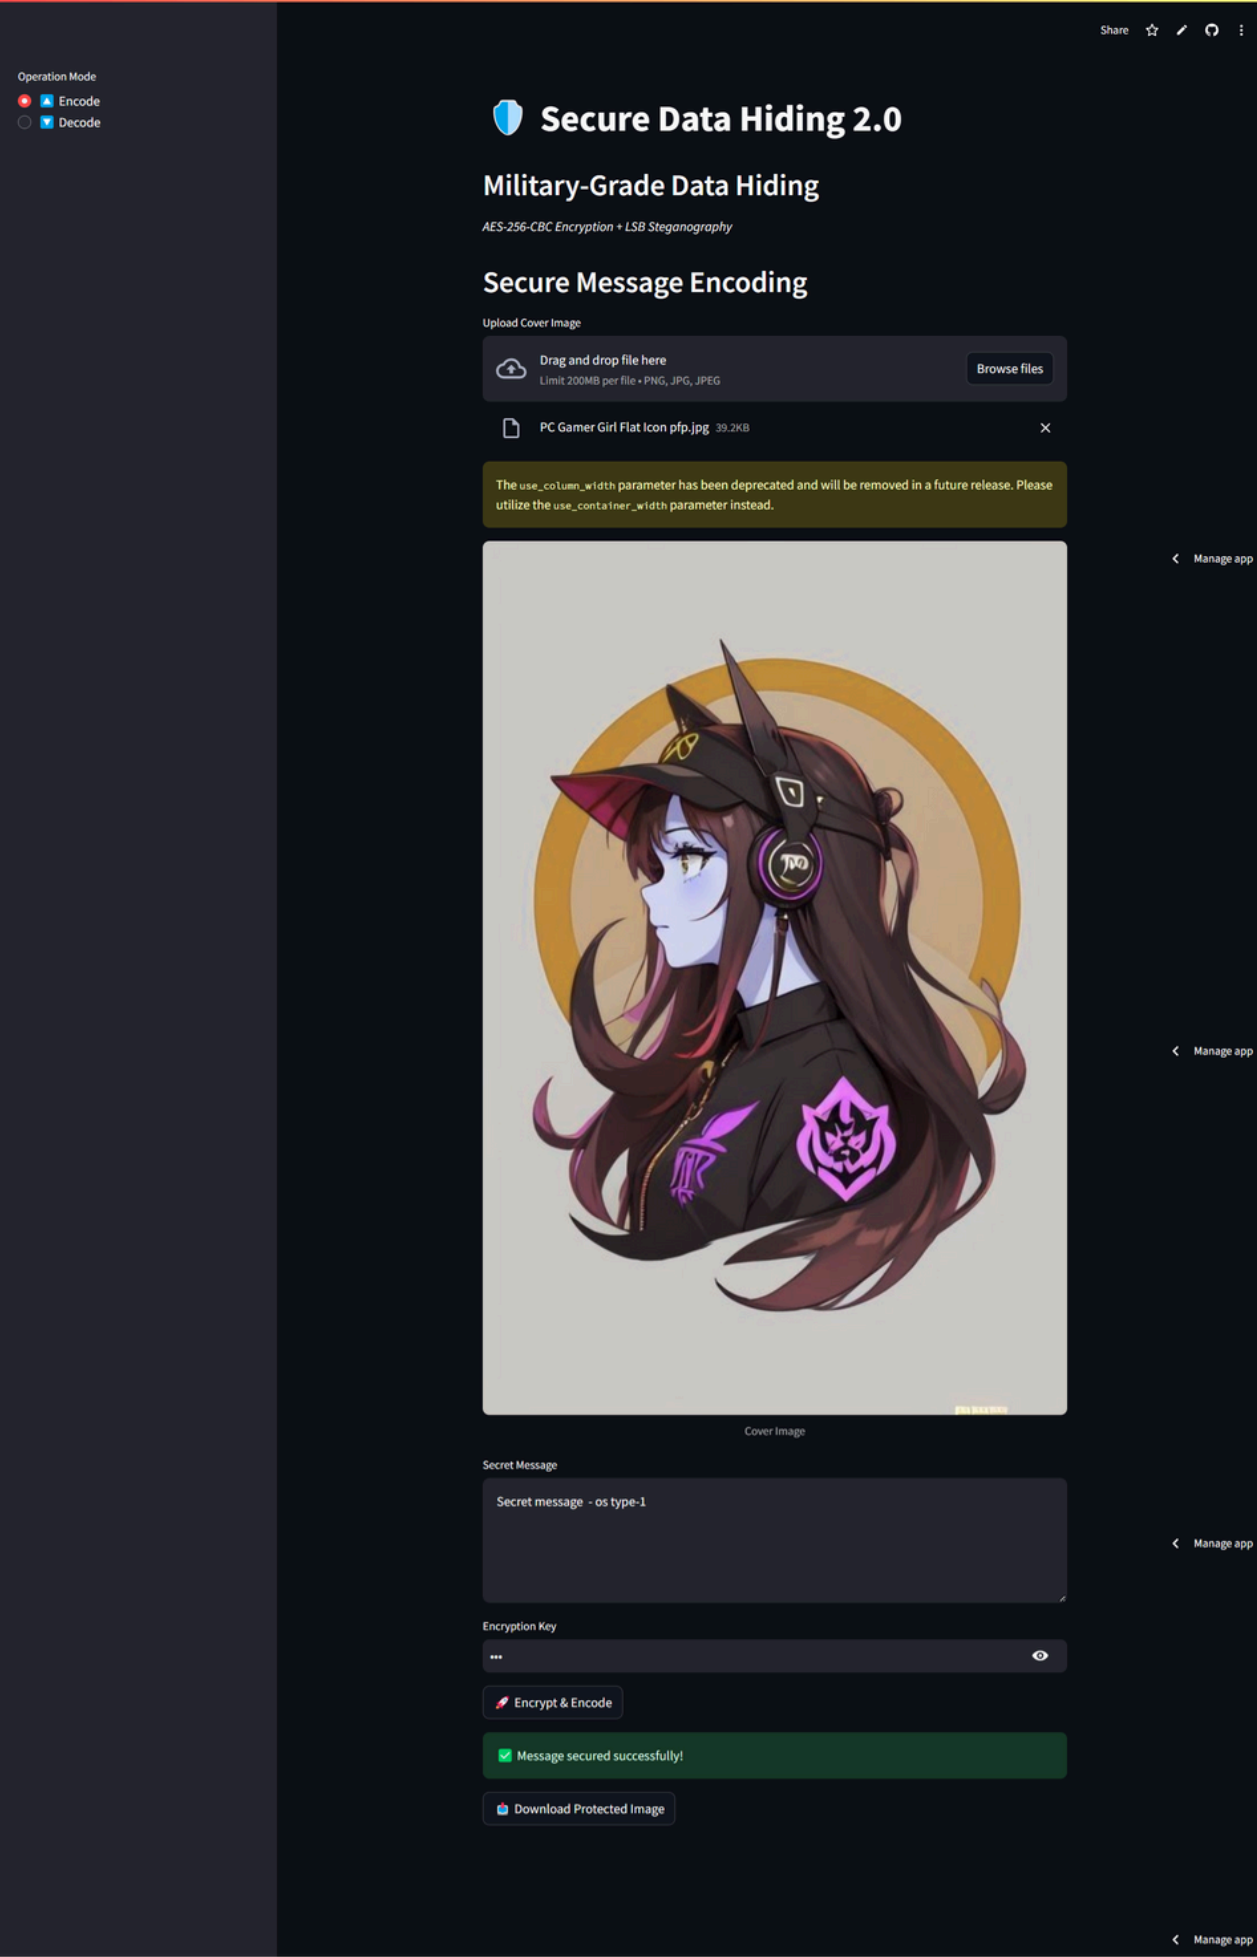 Share
Operation Mode
Encode
Decode
Secure Data Hiding 2.0
Military-Grade Data Hiding
AES-256-CBC Encryption + LSB Steganography
Secure Message Encoding
Upload Cover Image
Drag and drop file here
Limit 200MB per file • PNG, JPG, JPEG
Browse files
PC Gamer Girl Flat Icon pfp.jpg 39.2KB
The use_column_width parameter has been deprecated and will be removed in a future release. Please
utilize the use_container_width parameter instead.
Manage app
Manage app
Cover Image
Secret Message
Secret message - os type-1
Manage app
Encryption Key
•••
Encrypt & Encode
Message secured successfully!
Download Protected Image
Manage app